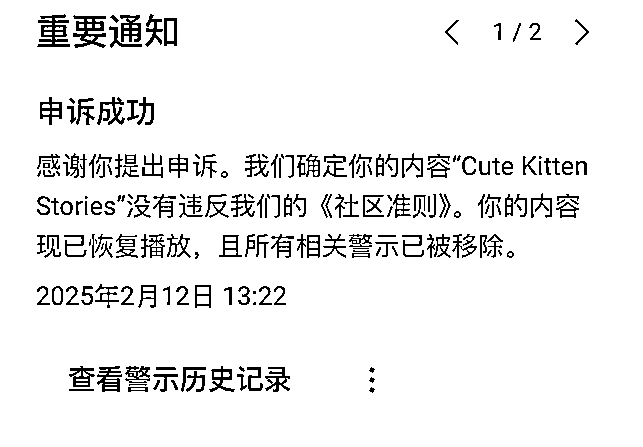 重要通知
1 / 2
申诉成功
感谢你提出申诉。我们确定你的内容“Cute Kitten
Stories”没有违反我们的《社区准则》。你的内容
现已恢复播放，且所有相关警示已被移除。
2025年2月12日 13:22
查看警示历史记录